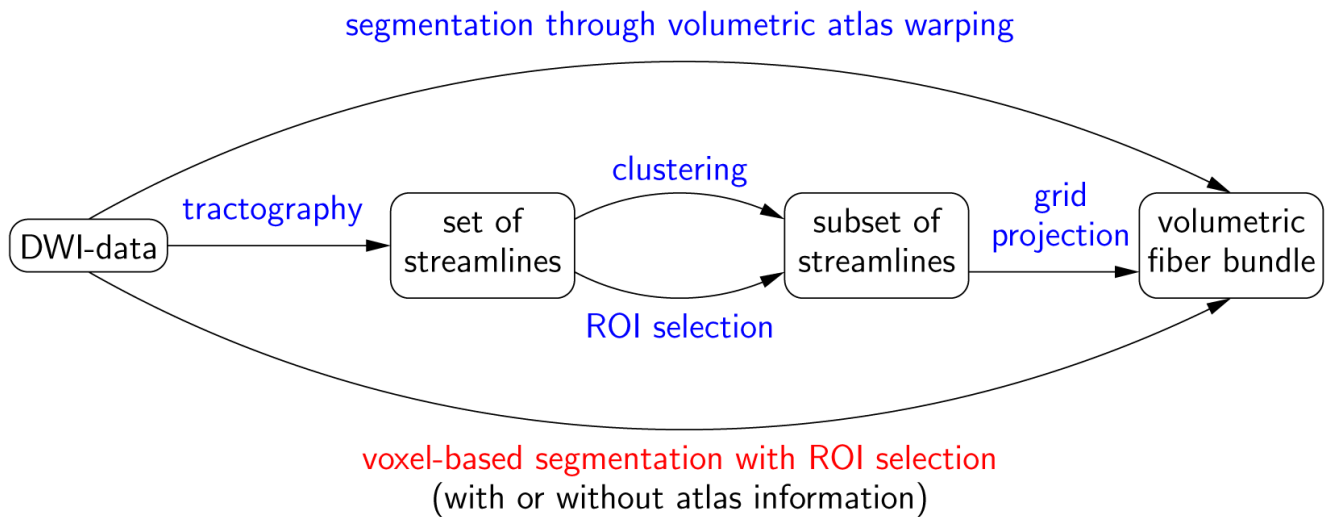 segmentation through volumetric atlas warping
clustering
tractography
grid
projection
DWI-data
set of
streamlines
subset of
streamlines
volumetric
fiber bundle
ROI selection
voxel-based segmentation with ROI selection
(with or without atlas information)